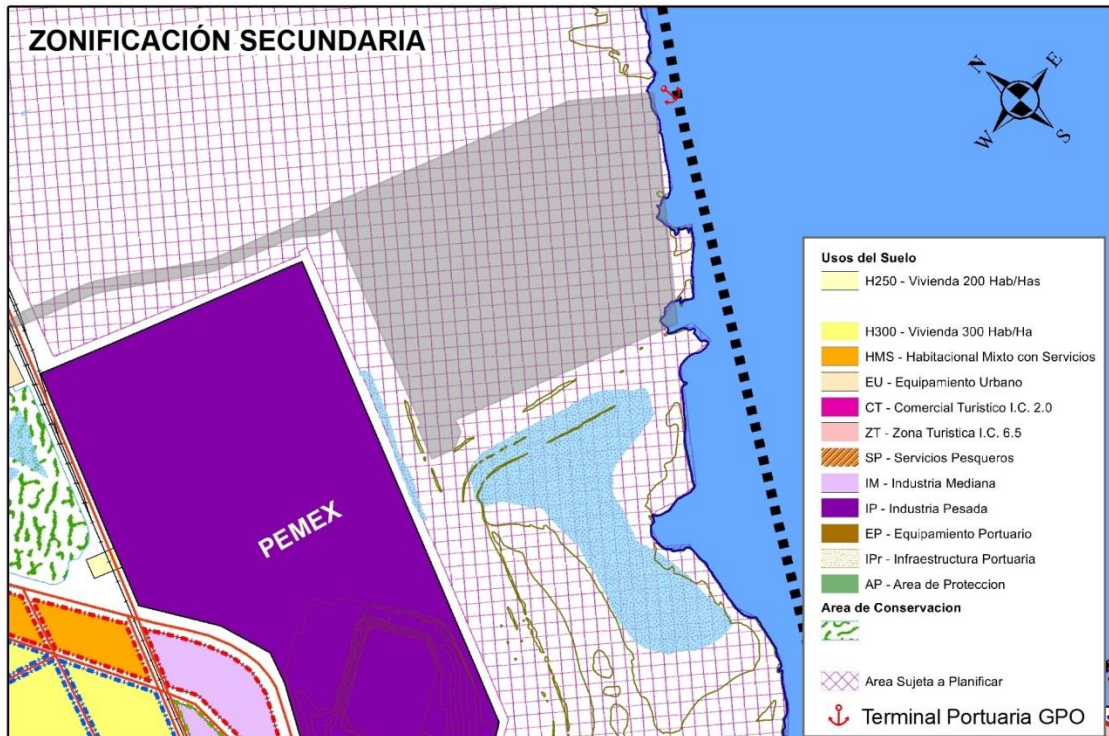 ZONIFICACIÓN SECUNDARIA
N
E
W
S
PEMEX
Usos del Suelo
H250 - Vivienda 200 Hab/Has
H300 - Vivienda 300 Hab/Ha
HMS - Habitacional Mixto con Servicios
EU - Equipamiento Urbano
CT - Comercial Turistico I.C. 2.0
ZT - Zona Turistica I.C. 6.5
SP - Servicios Pesqueros
IM - Industria Mediana
IP - Industria Pesada
EP - Equipamiento Portuario
IPr - Infraestructura Portuaria
AP - Area de Proteccion
Area de Conservacion
Area Sujeta a Planificar
Terminal Portuaria GPO